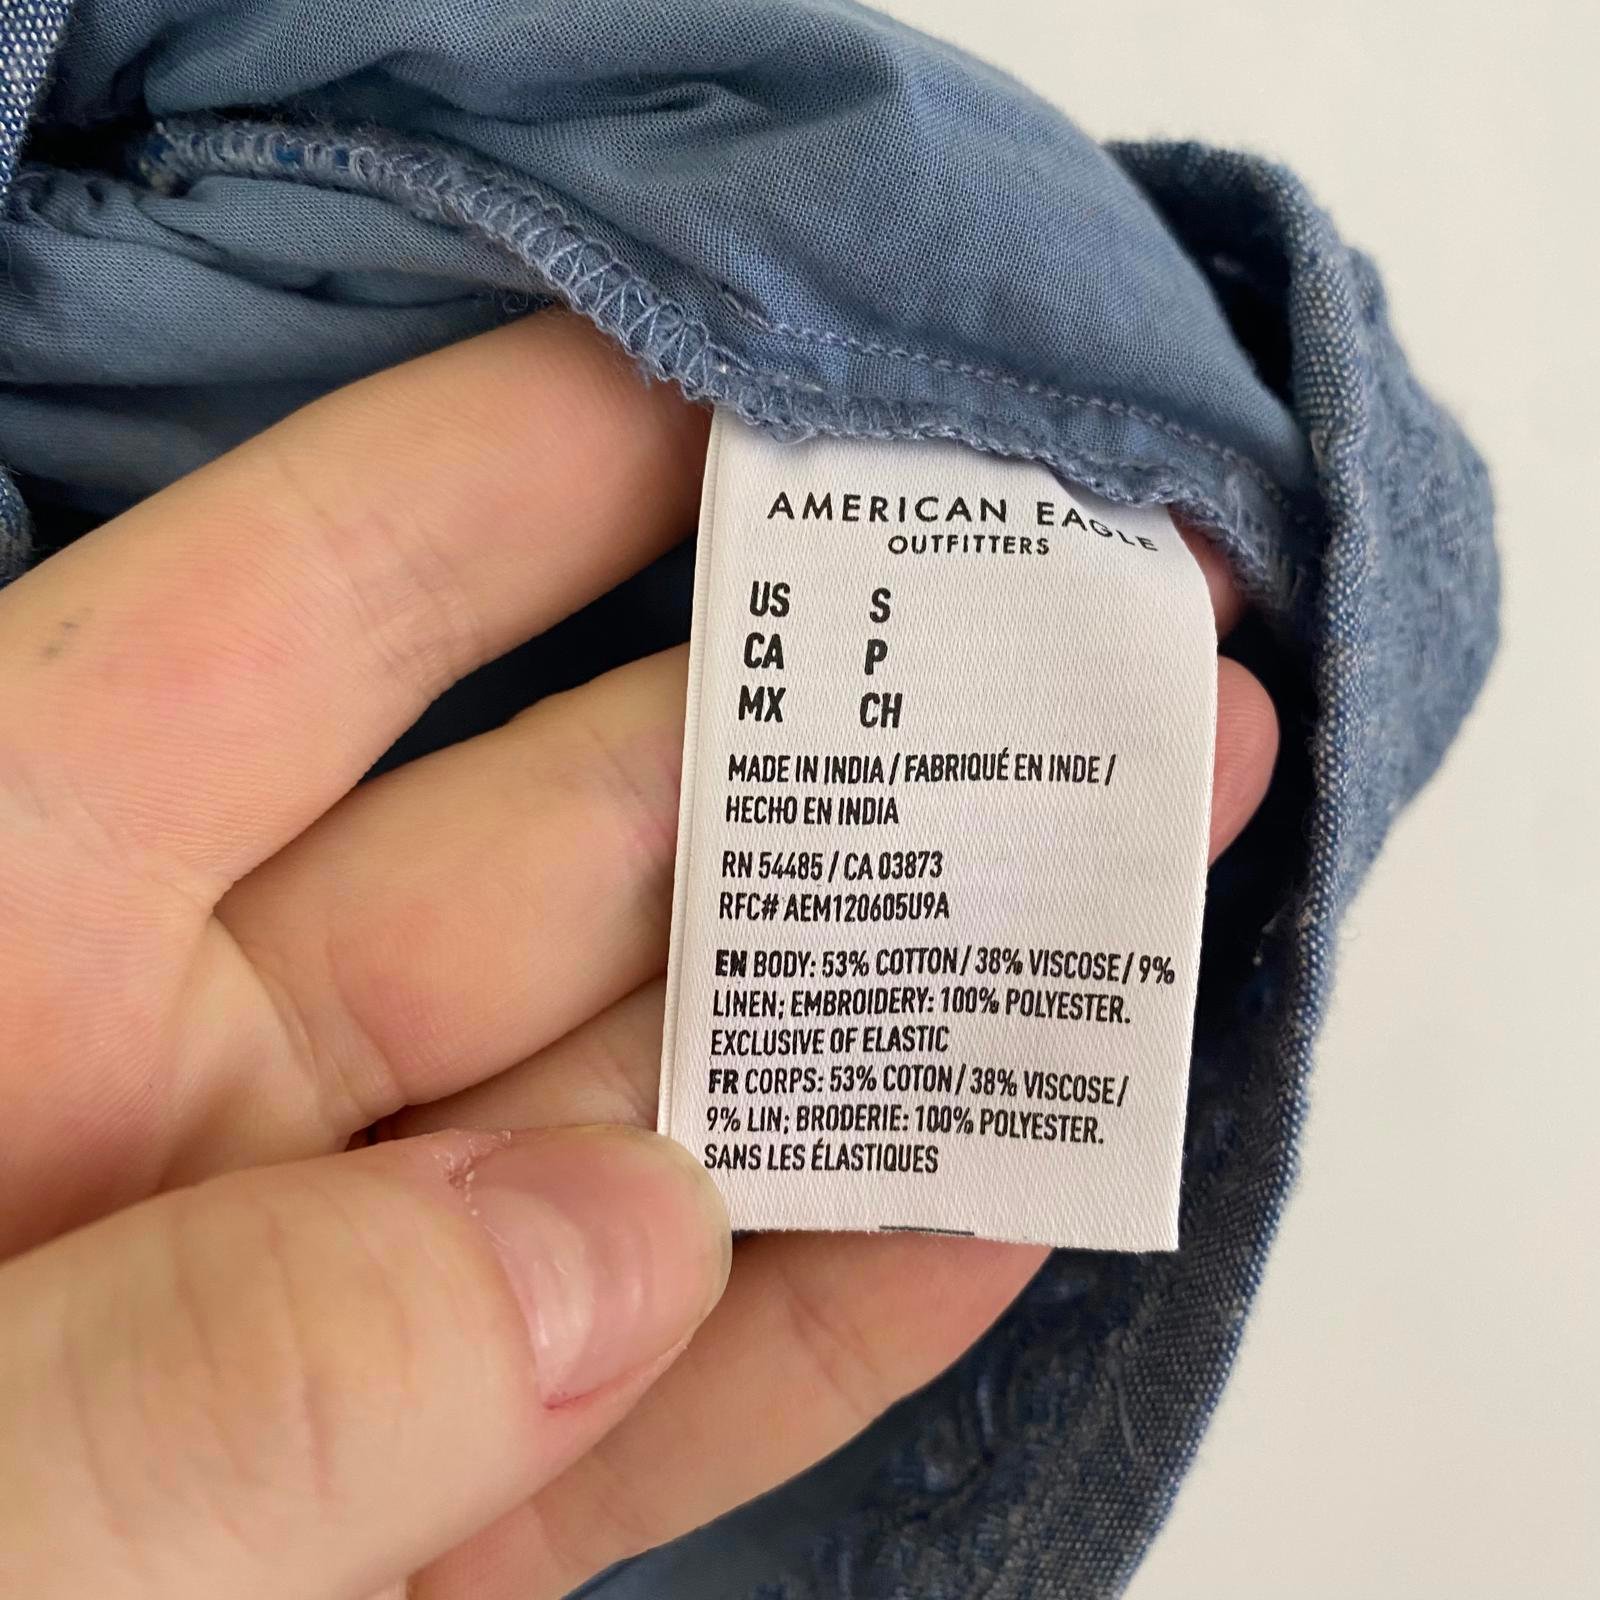 AMERICAN EAGLE
OUTFITTERS
US S
CA P
MX CH
MADE IN INDIA / FABRIQUÉ EN INDE /
HECHO EN INDIA
RN 54485 / CA 03873
RFC# AEM120605U9A
EN BODY: 53% COTTON / 38% VISCOSE / 9%
LINEN; EMBROIDERY: 100% POLYESTER.
EXCLUSIVE OF ELASTIC
FR CORPS: 53% COTON / 38% VISCOSE /
9% LIN; BRODERIE: 100% POLYESTER.
SANS LES ÉLASTIQUES